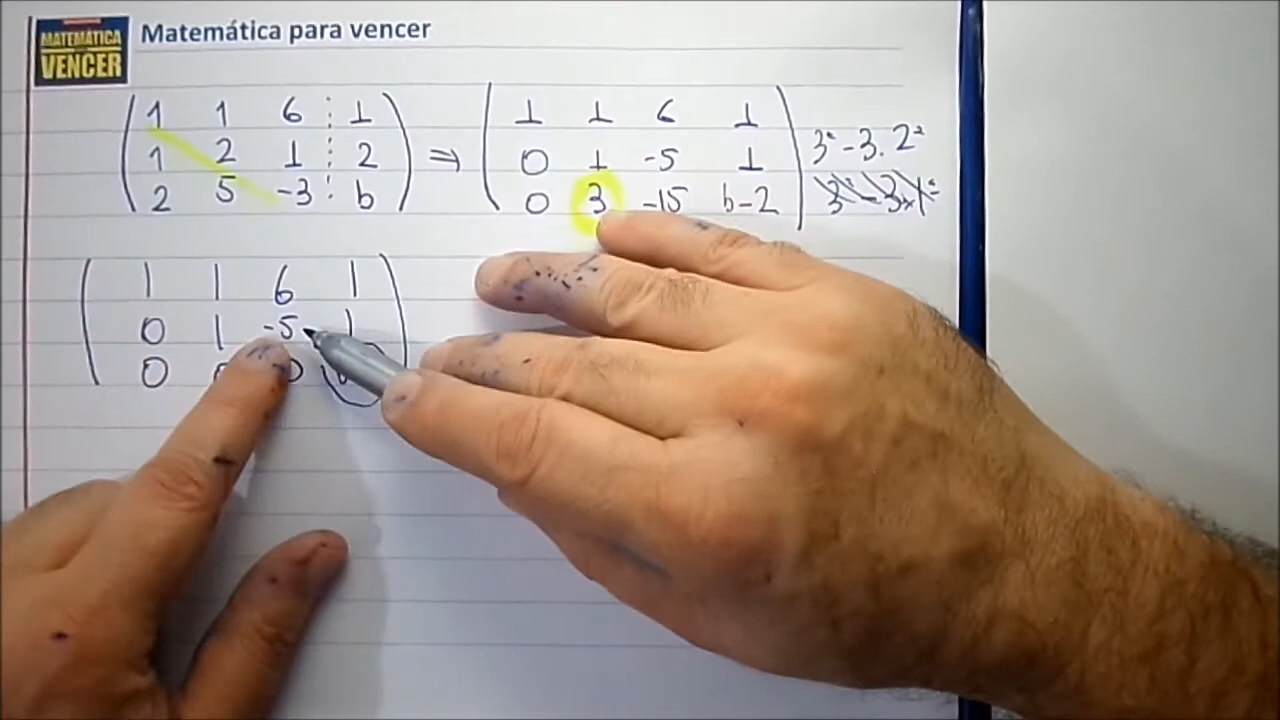 MATEMÁTICA
VENCER
Matemática para vencer
1 1 6 1
1 2 1 2
2 5 -3 b
⇒
1 1 6 1
0 1 -5 1
0 3 -15 b-2
3ª - 3.2ª
1 1 6 1
0 1 -5 1
0